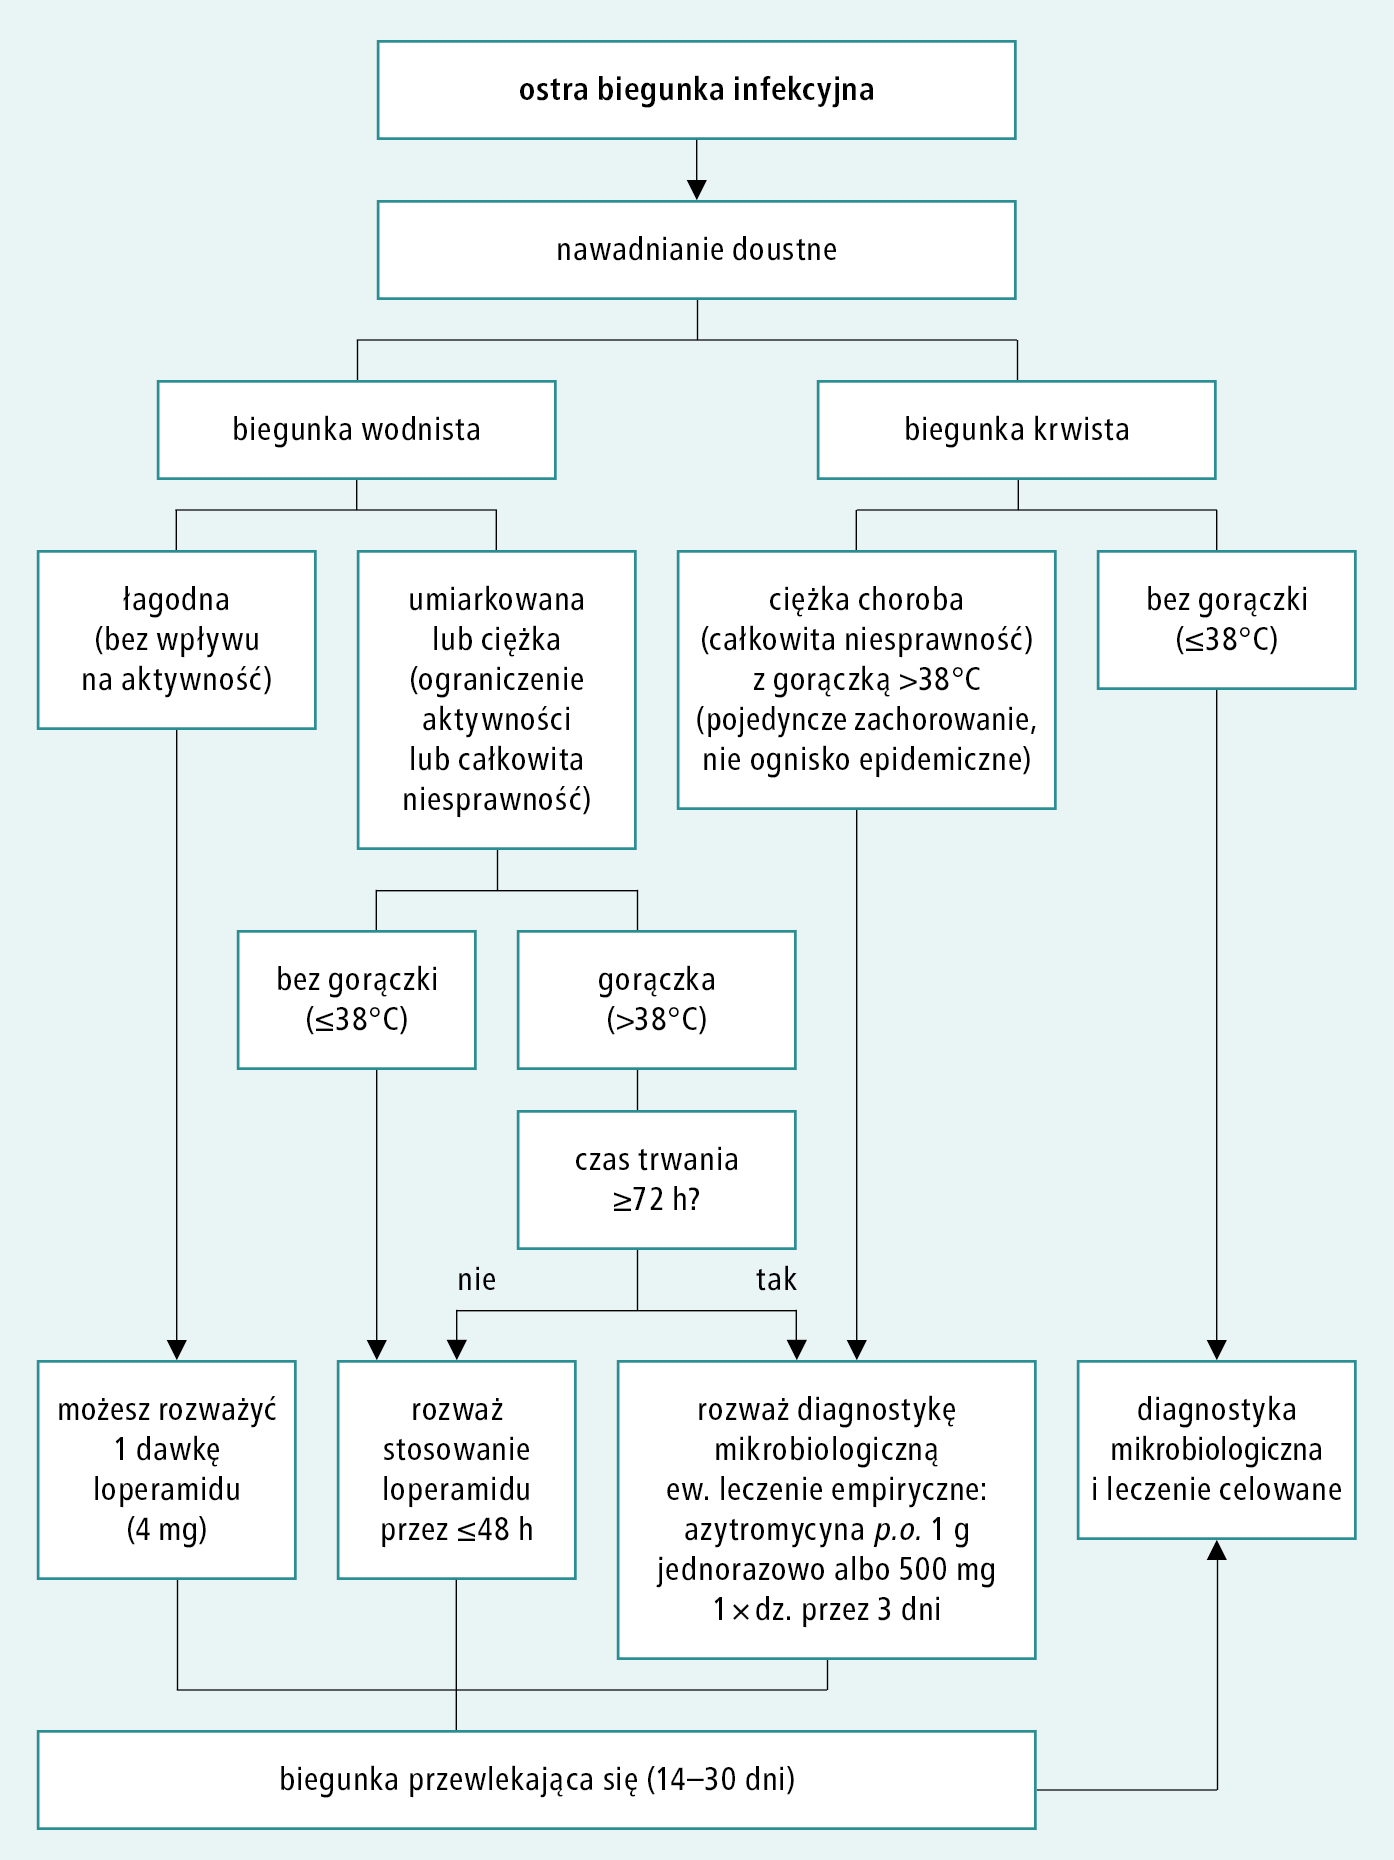 ostra biegunka infekcyjna
nawadnianie doustne
biegunka wodnista
biegunka krwista
łagodna
(bez wpływu
na aktywność)
umiarkowana
lub ciężka
(ograniczenie
aktywności
lub całkowita
niesprawność)
ciężka choroba
(całkowita niesprawność)
z gorączką >38°C
(pojedyncze zachorowanie,
nie ognisko epidemiczne)
bez gorączki
(≤38°C)
bez gorączki
(≤38°C)
gorączka
(>38°C)
czas trwania
≥72 h?
nie
tak
możesz rozważyć
1 dawkę
loperamidu
(4 mg)
rozważ
stosowanie
loperamidu
przez ≤48 h
rozważ diagnostykę
mikrobiologiczną
ew. leczenie empiryczne:
azytromycyna p.o. 1 g
jednorazowo albo 500 mg
1 × dz. przez 3 dni
diagnostyka
mikrobiologiczna
i leczenie celowane
biegunka przewlekająca się (14–30 dni)